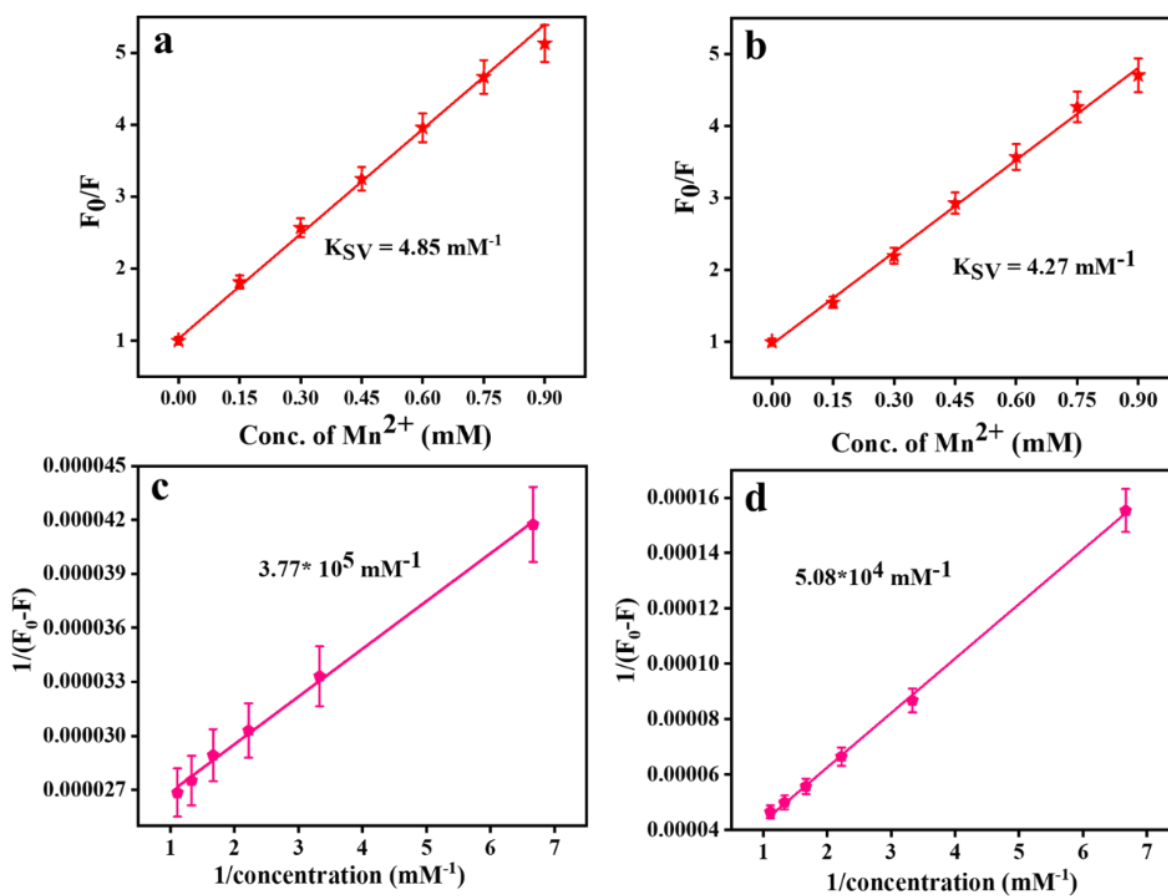 a
F0/F
5
4
3
2
1
KSV = 4.85 mM-1
0.00 0.15 0.30 0.45 0.60 0.75 0.90
Conc. of Mn2+ (mM)
b
F0/F
5
4
3
2
1
KSV = 4.27 mM-1
0.00 0.15 0.30 0.45 0.60 0.75 0.90
Conc. of Mn2+ (mM)
c
1/(F0-F)
0.000045
0.000042
0.000039
0.000036
0.000033
0.000030
0.000027
3.77* 10^5 mM-1
1 2 3 4 5 6 7
1/concentration (mM-1)
d
1/(F0-F)
0.00016
0.00014
0.00012
0.00010
0.00008
0.00006
0.00004
5.08*10^4 mM-1
1 2 3 4 5 6 7
1/concentration (mM-1)